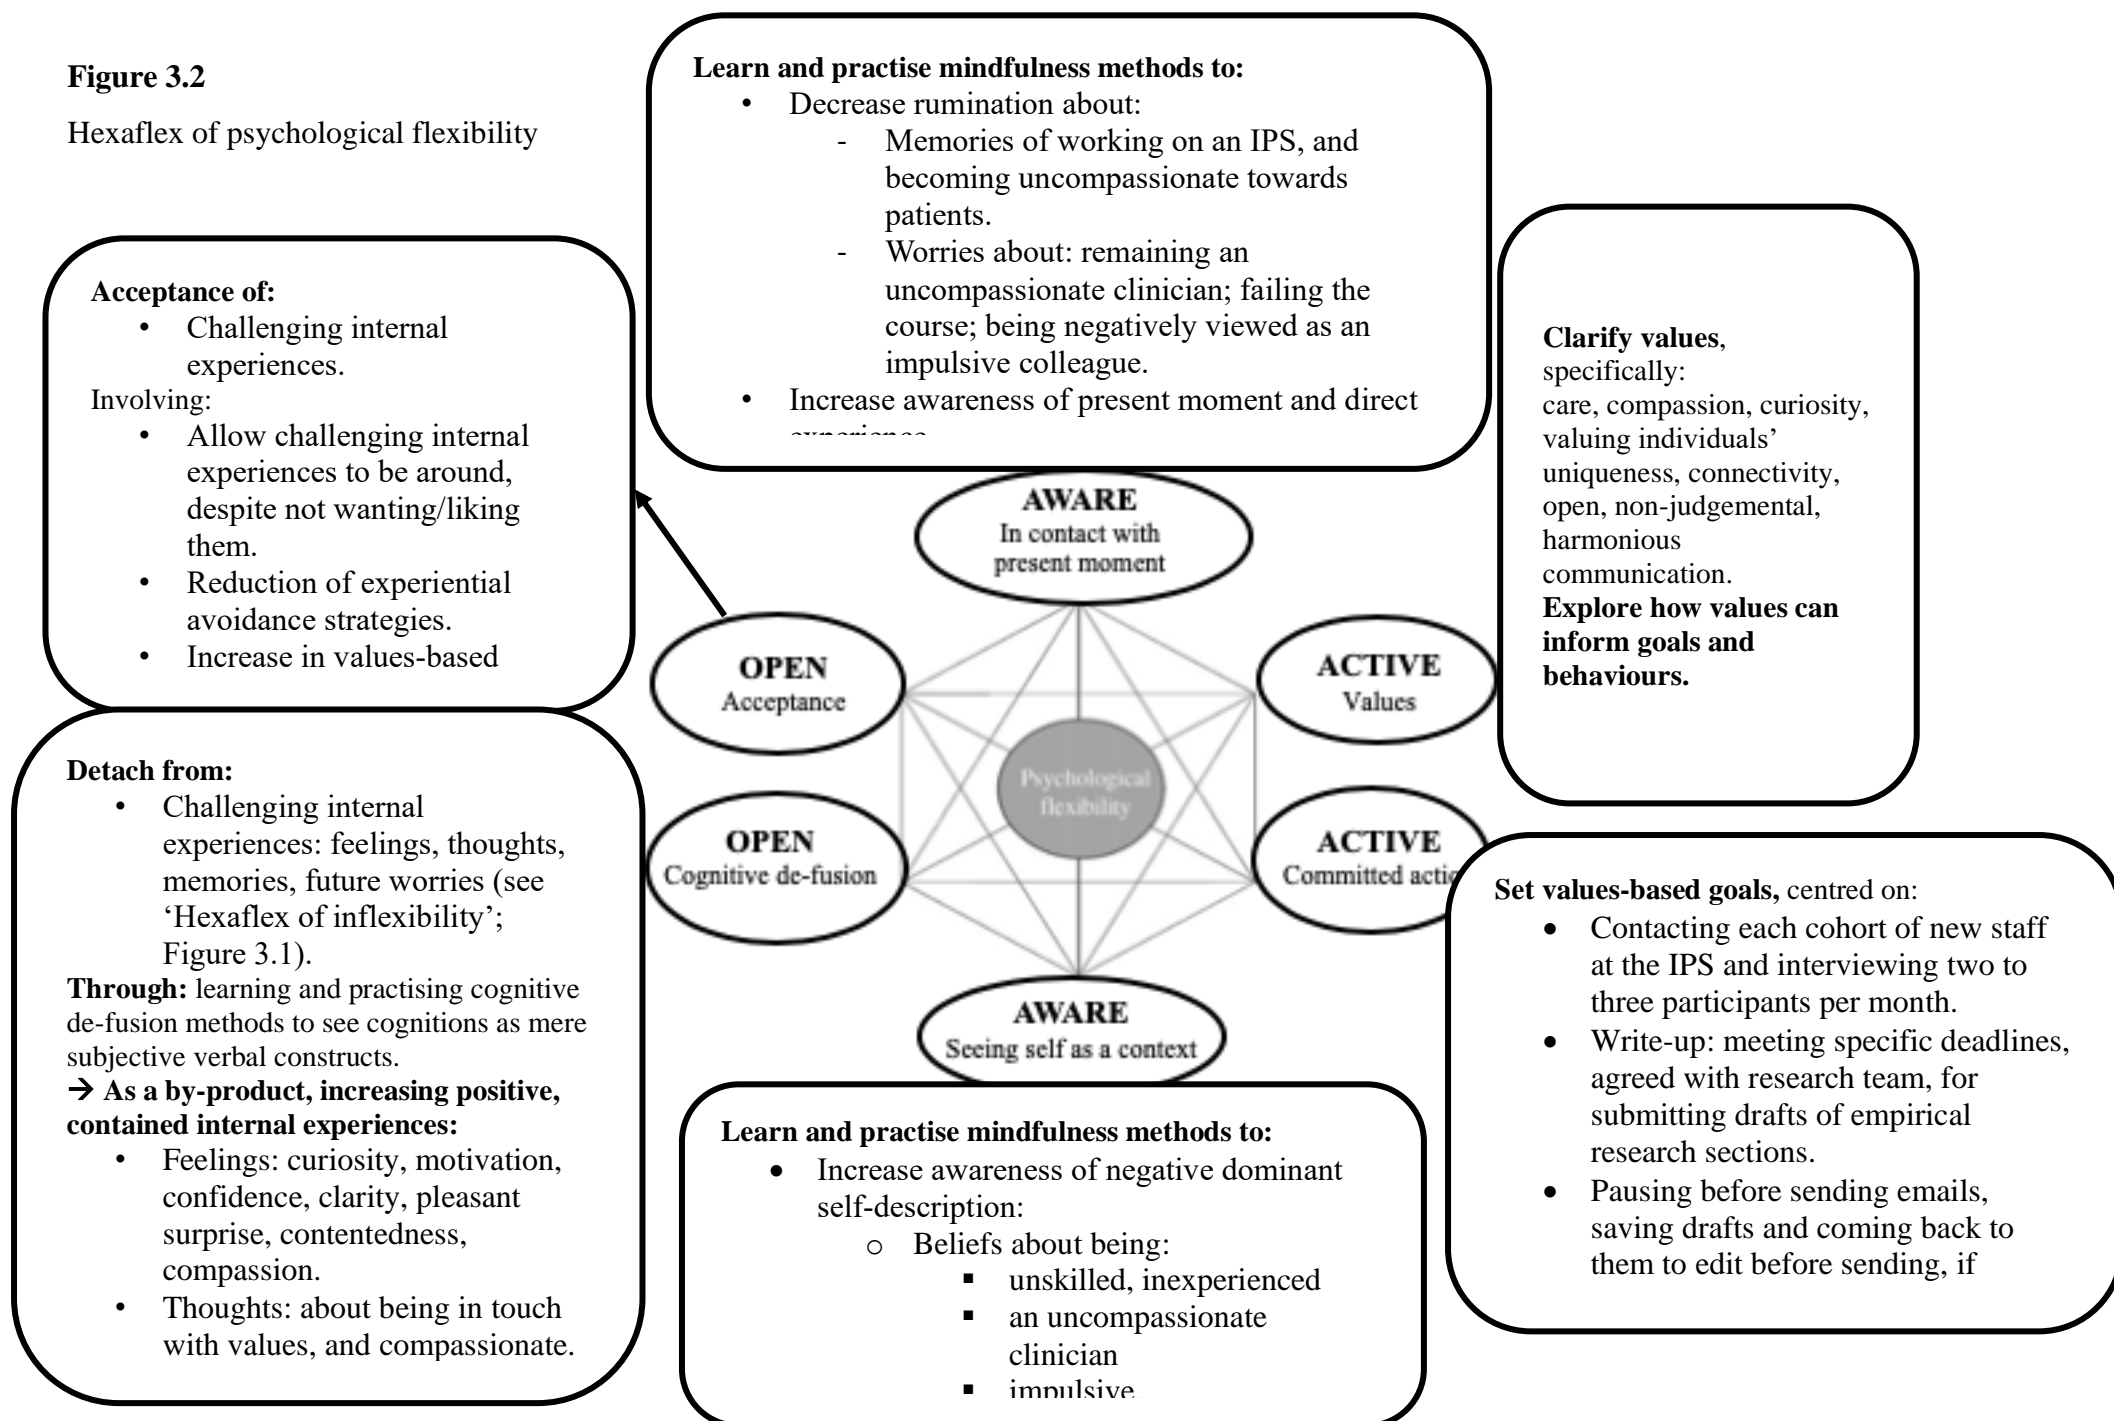 Figure 3.2
Hexaflex of psychological flexibility
Learn and practise mindfulness methods to:
• Decrease rumination about:
- Memories of working on an IPS, and
becoming uncompassionate towards
patients.
- Worries about: remaining an
uncompassionate clinician; failing the
course; being negatively viewed as an
impulsive colleague.
• Increase awareness of present moment and direct
Acceptance of:
• Challenging internal
experiences.
Involving:
• Allow challenging internal
experiences to be around,
despite not wanting/liking
them.
• Reduction of experiential
avoidance strategies.
• Increase in values-based
Clarify values,
specifically:
care, compassion, curiosity,
valuing individuals’
uniqueness, connectivity,
open, non-judgemental,
harmonious
communication.
Explore how values can
inform goals and
behaviours.
AWARE
In contact with
present moment
OPEN
Acceptance
ACTIVE
Values
Psychological
flexibility
OPEN
Cognitive de-fusion
ACTIVE
Committed actio
AWARE
Seeing self as a context
Detach from:
• Challenging internal
experiences: feelings, thoughts,
memories, future worries (see
‘Hexaflex of inflexibility’;
Figure 3.1).
Through: learning and practising cognitive
de-fusion methods to see cognitions as mere
subjective verbal constructs.
→ As a by-product, increasing positive,
contained internal experiences:
• Feelings: curiosity, motivation,
confidence, clarity, pleasant
surprise, contentedness,
compassion.
• Thoughts: about being in touch
with values, and compassionate.
Learn and practise mindfulness methods to:
• Increase awareness of negative dominant
self-description:
o Beliefs about being:
▪ unskilled, inexperienced
▪ an uncompassionate
clinician
▪ impulsive.
Set values-based goals, centred on:
• Contacting each cohort of new staff
at the IPS and interviewing two to
three participants per month.
• Write-up: meeting specific deadlines,
agreed with research team, for
submitting drafts of empirical
research sections.
• Pausing before sending emails,
saving drafts and coming back to
them to edit before sending, if